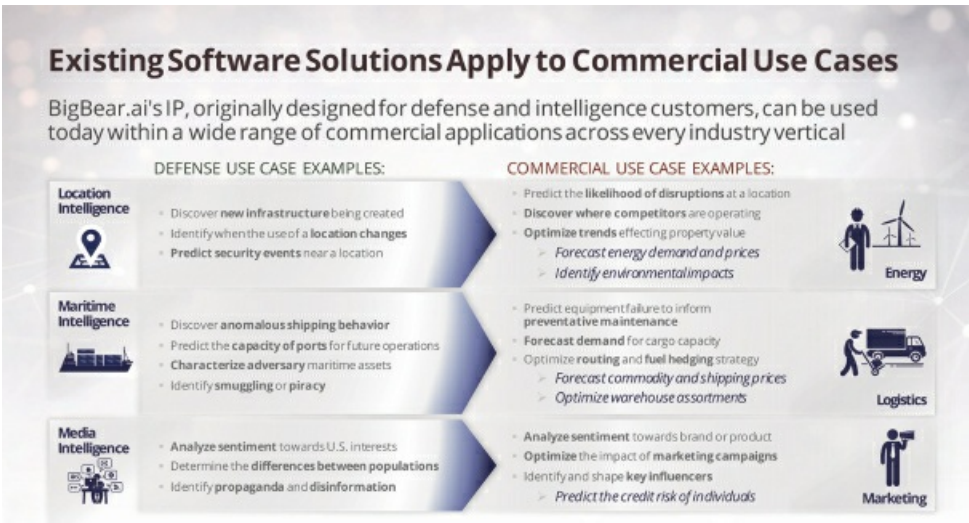 Existing Software Solutions Apply to Commercial Use Cases
BigBear.ai's IP, originally designed for defense and intelligence customers, can be used
today within a wide range of commercial applications across every industry vertical
DEFENSE USE CASE EXAMPLES:
COMMERCIAL USE CASE EXAMPLES:
Location
Intelligence
Discover new infrastructure being created
Identify when the use of a location changes
Predict security events near a location
Predict the likelihood of disruptions at a location
Discover where competitors are operating
Optimize trends effecting property value
Forecast energy demand and prices
Identify environmental impacts
Energy
Maritime
Intelligence
Discover anomalous shipping behavior
Predict the capacity of ports for future operations
Characterize adversary maritime assets
Identify smuggling or piracy
Predict equipment failure to inform
preventative maintenance
Forecast demand for cargo capacity
Optimize routing and fuel hedging strategy
Forecast commodity and shipping prices
Optimize warehouse assortments
Logistics
Media
Intelligence
Analyze sentiment towards U.S. interests
Determine the differences between populations
Identify propaganda and disinformation
Analyze sentiment towards brand or product
Optimize the impact of marketing campaigns
Identify and shape key influencers
Predict the credit risk of individuals
Marketing